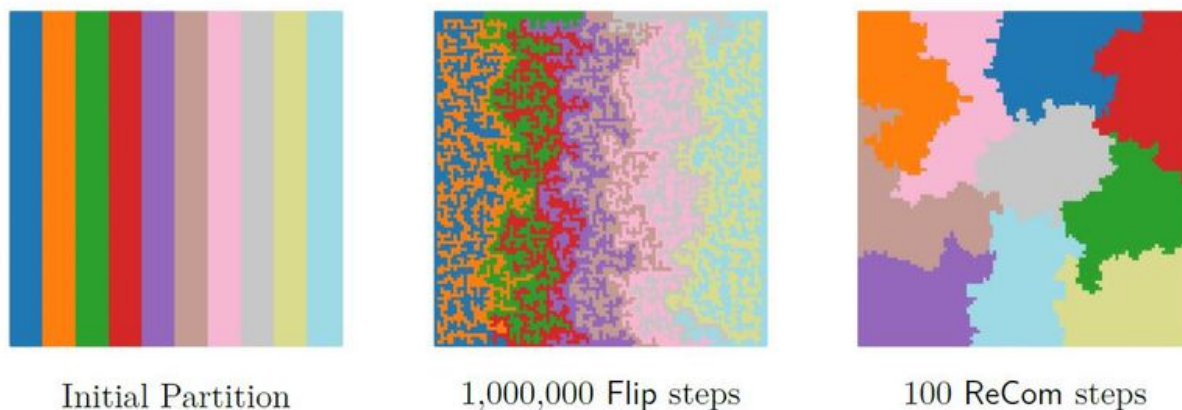 Initial Partition
1,000,000 Flip steps
100 ReCom steps